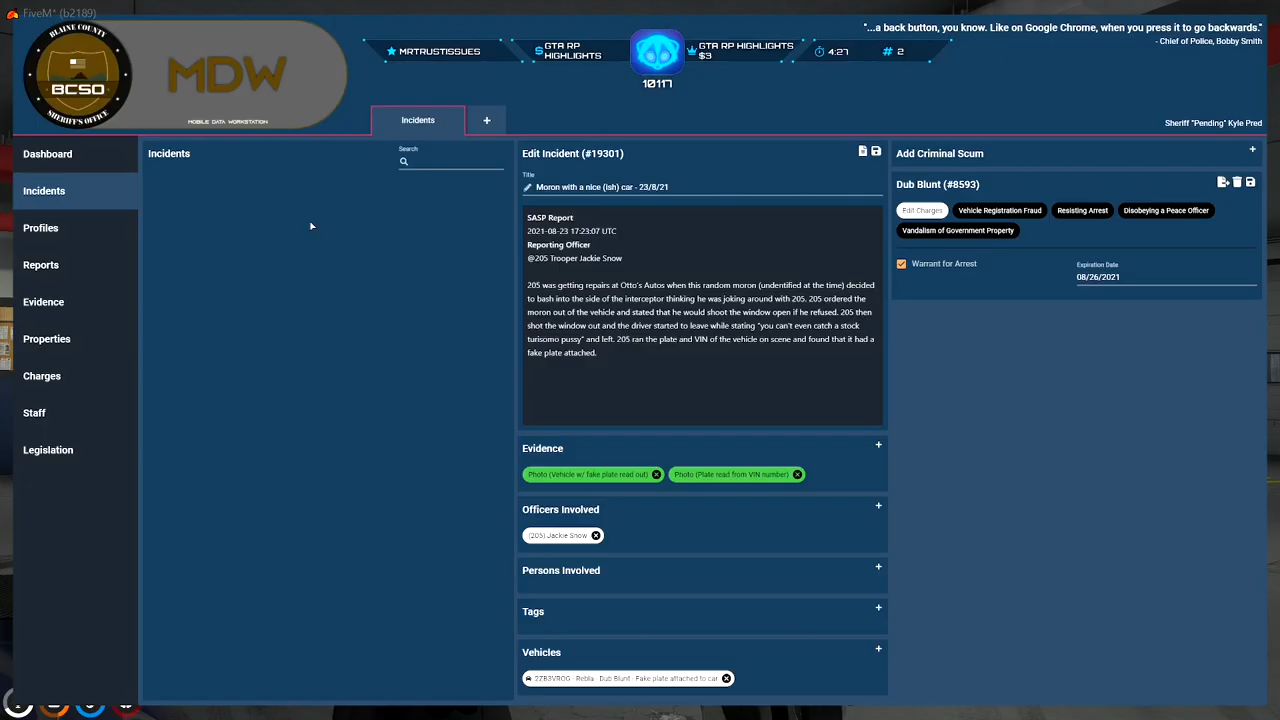 FiveM* (b2189)
BLAINE COUNTY
BCSO
SHERIFF'S OFFICE
MDW
MOBILE DATA WORKSTATION
MRTRUSTISSUES
GTA RP HIGHLIGHTS
10117
GTA RP HIGHLIGHTS $3
4:27
# 2
"...a back button, you know. Like on Google Chrome, when you press it to go backwards."
- Chief of Police, Bobby Smith
Incidents
+
Sheriff "Pending" Kyle Pred
Dashboard
Incidents
Profiles
Reports
Evidence
Properties
Charges
Staff
Legislation
Incidents
Search
Edit Incident (#19301)
Title
Moron with a nice (ish) car - 23/8/21
SASP Report
2021-08-23 17:23:07 UTC
Reporting Officer
@205 Trooper Jackie Snow
205 was getting repairs at Otto's Autos when this random moron (undentified at the time) decided
to bash into the side of the interceptor thinking he was joking around with 205. 205 ordered the
moron out of the vehicle and stated that he would shoot the window open if he refused. 205 then
shot the window out and the driver started to leave while stating "you can't even catch a stock
turisomo pussy" and left. 205 ran the plate and VIN of the vehicle on scene and found that it had a
fake plate attached.
Evidence
+
Photo (Vehicle w/ fake plate read out)
Photo (Plate read from VIN number)
Officers Involved
+
(205) Jackie Snow
Persons Involved
+
Tags
+
Vehicles
+
2ZB3VROG - Rebla - Dub Blunt - Fake plate attached to car
Add Criminal Scum
+
Dub Blunt (#8593)
Edit Charges
Vehicle Registration Fraud
Resisting Arrest
Disobeying a Peace Officer
Vandalism of Government Property
Warrant for Arrest
Expiration Date
08/26/2021